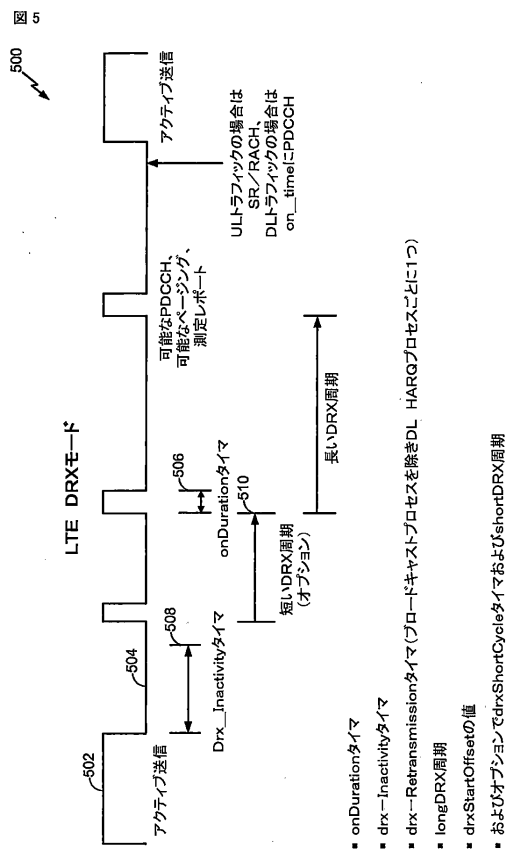 図 5
500
LTE DRXモード
502
504
アクティブ送信
508
Drx__Inactivityタイマ
506
onDurationタイマ
510
短いDRX周期
(オプション)
可能なPDCCH、
可能なページング、
測定レポート
長いDRX周期
ULトラフィックの場合は
SR/RACH、
DLトラフィックの場合は
on__timeにPDCCH
アクティブ送信
▪ onDurationタイマ
▪ drx-Inactivityタイマ
▪ drx-Retransmissionタイマ(ブロードキャストプロセスを除きDL HARQプロセスごとに1つ)
▪ longDRX周期
▪ drxStartOffsetの値
▪ およびオプションでdrxShortCycleタイマおよびshortDRX周期